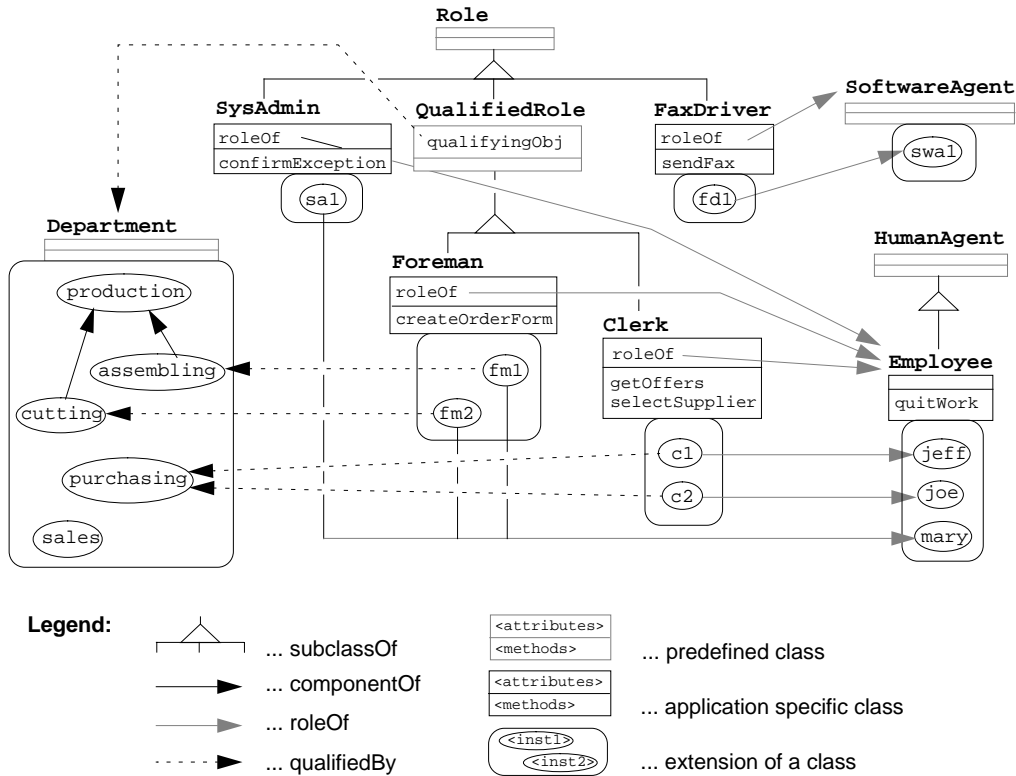 Role
SoftwareAgent
SysAdmin
QualifiedRole
FaxDriver
roleOf
confirmException
qualifyingObj
roleOf
sendFax
swa1
sa1
fd1
Department
HumanAgent
production
Foreman
roleOf
createOrderForm
Clerk
roleOf
getOffers
selectSupplier
Employee
quitWork
assembling
fm1
cutting
fm2
c1
jeff
purchasing
c2
joe
sales
mary
Legend:
... subclassOf
... componentOf
... roleOf
... qualifiedBy
<attributes>
<methods>
... predefined class
<attributes>
<methods>
... application specific class
<inst1>
<inst2>
... extension of a class